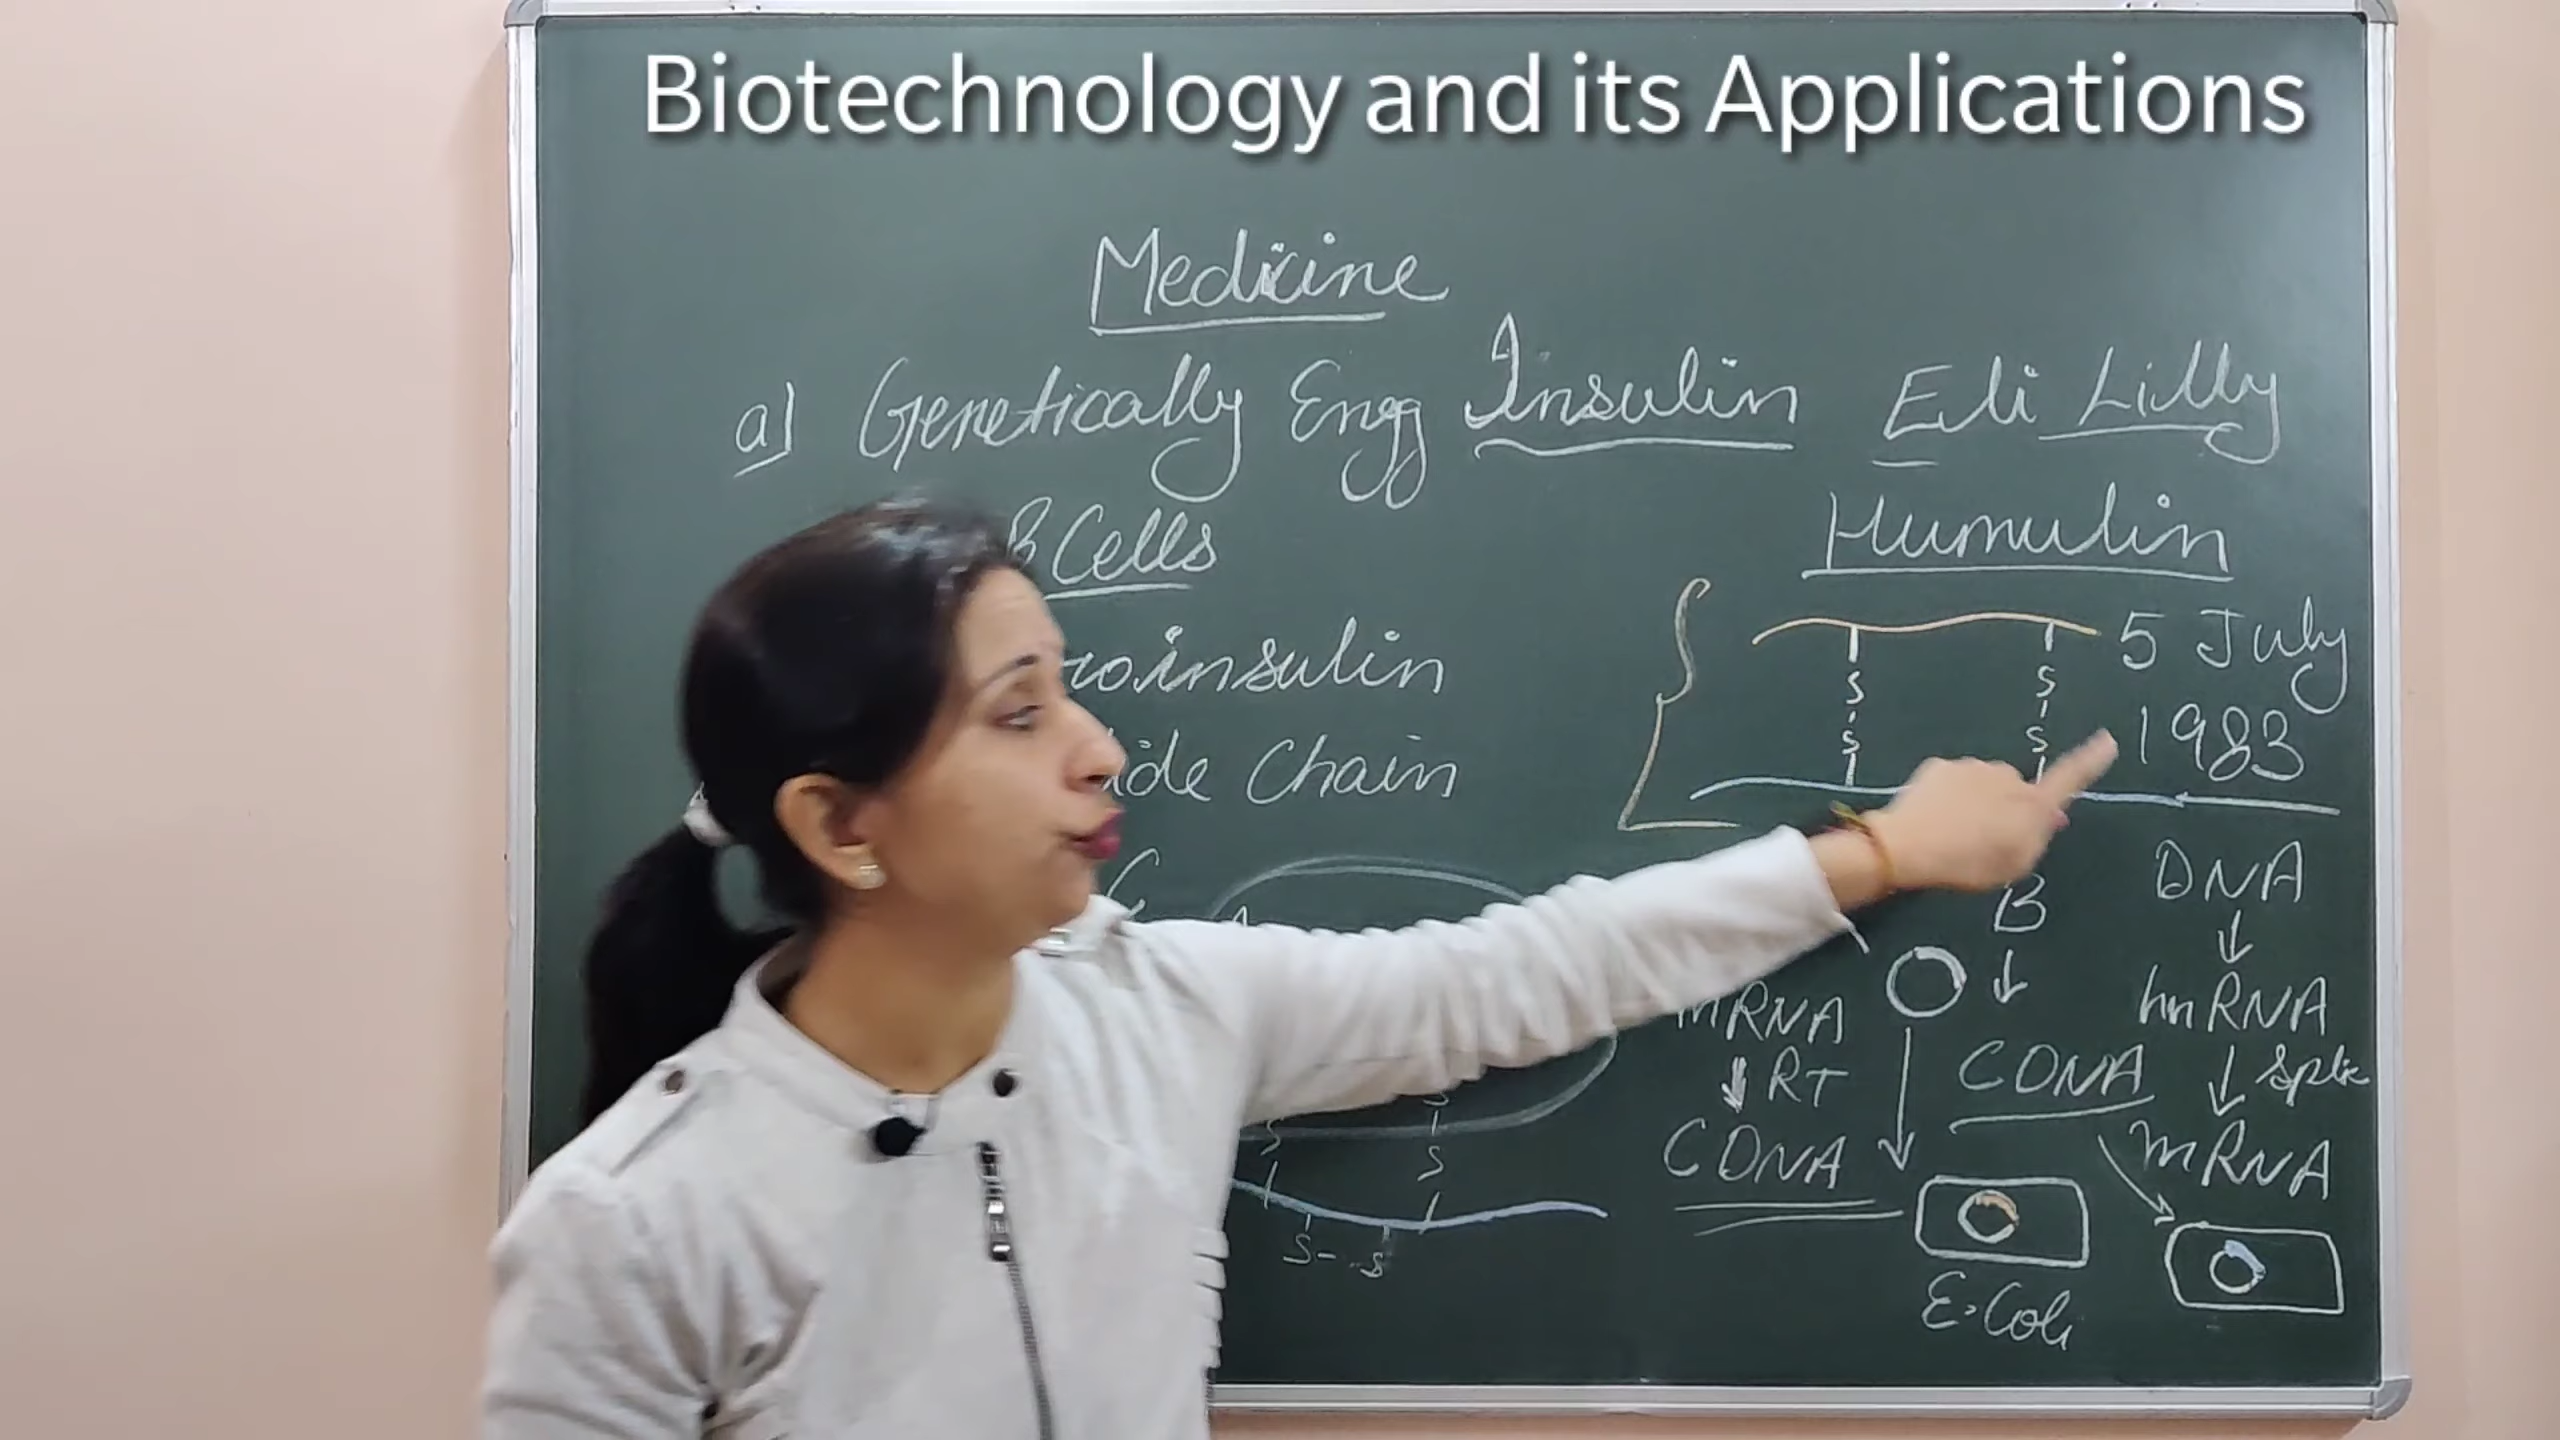 Biotechnology and its Applications
Medicine
a) Genetically Engg Insulin Eli Lilly
B Cells
Humulin
roinsulin
5 July
ide Chain
1983
S S
S S
C
A
B
DNA
mRNA
hnRNA
RT
CDNA
Splic
CDNA
mRNA
S
S
S
S - S
E. Coli